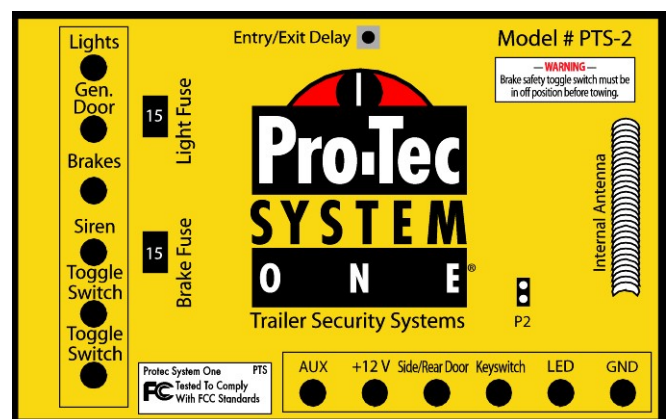 Lights
Gen.
Door
Brakes
Siren
Toggle
Switch
Toggle
Switch
15
Light Fuse
15
Brake Fuse
Entry/Exit Delay
Model # PTS-2
— WARNING —
Brake safety toggle switch must be
in off position before towing.
Pro-Tec
SYSTEM
ONE®
Trailer Security Systems
Internal Antenna
P2
Protec System One PTS
FC Tested To Comply
With FCC Standards
AUX +12 V Side/Rear Door Keyswitch LED GND